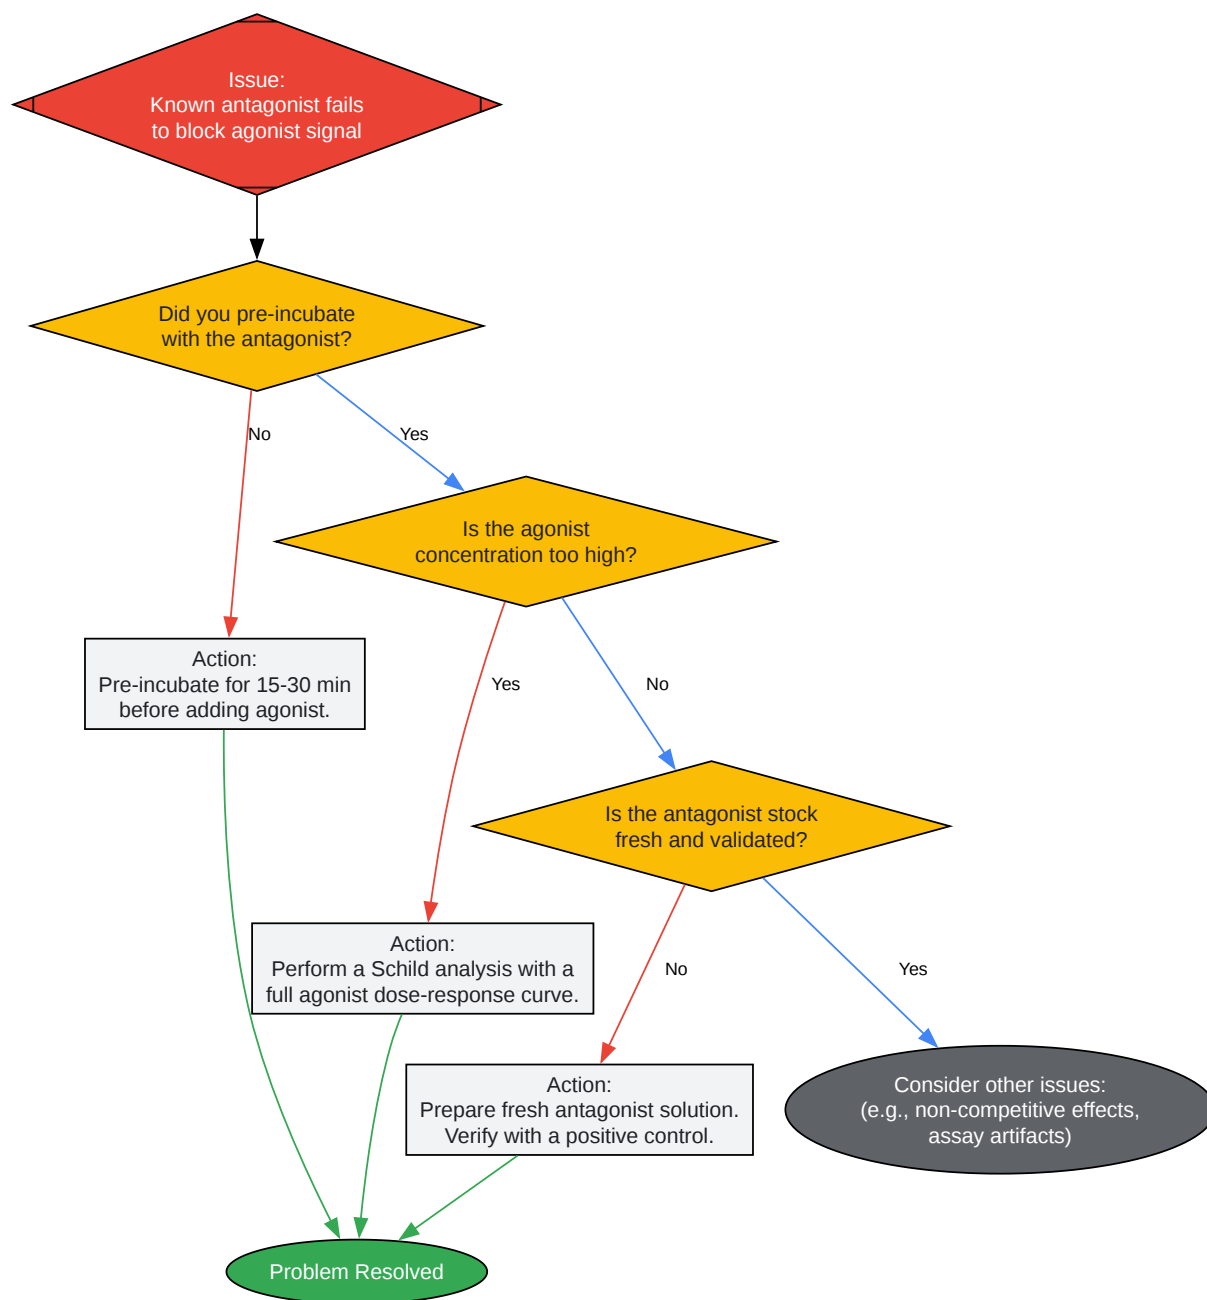 Issue:
Known antagonist fails
to block agonist signal
Did you pre-incubate
with the antagonist?
No
Yes
Is the agonist
concentration too high?
Action:
Pre-incubate for 15-30 min
before adding agonist.
Yes
No
Is the antagonist stock
fresh and validated?
Action:
Perform a Schild analysis with a
full agonist dose-response curve.
No
Yes
Action:
Prepare fresh antagonist solution.
Verify with a positive control.
Consider other issues:
(e.g., non-competitive effects,
assay artifacts)
Problem Resolved